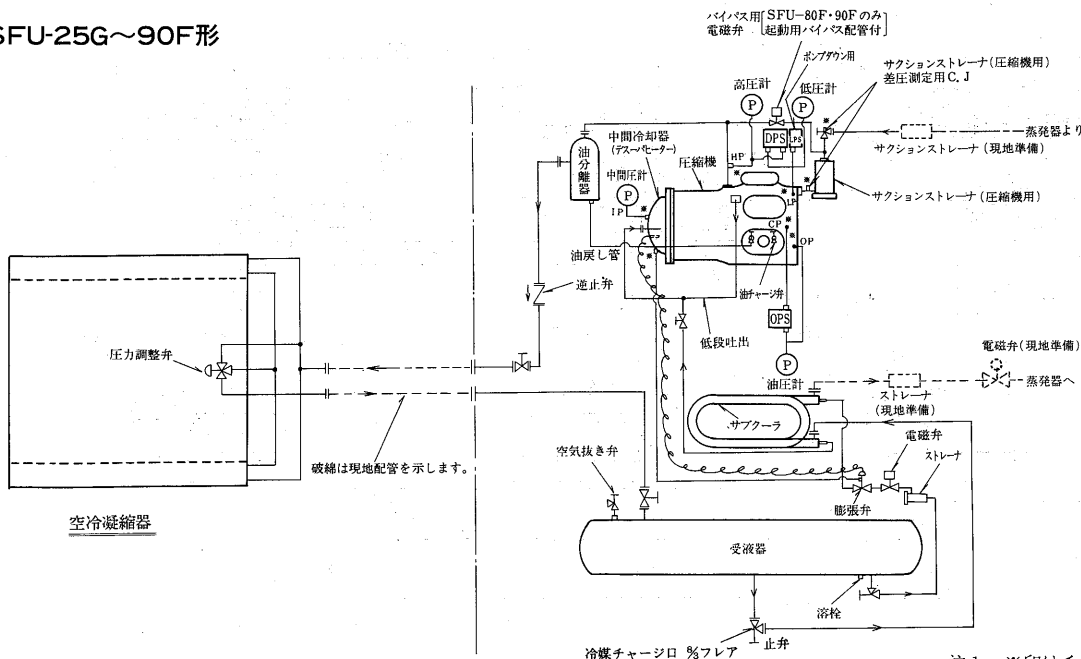 SFU-25G～90F形
バイパス用 電磁弁 [SFU-80F・90Fのみ 起動用バイパス配管付]
ポンプダウン用
高圧計
低圧計
サクションストレーナ(圧縮機用)
差圧測定用C.J
P
P
蒸発器より
サクションストレーナ(現地準備)
DPS
LPS
中間冷却器
(デスーパヒーター)
圧縮機
HP
油分離器
中間圧計
P
IP
LP
サクションストレーナ(圧縮機用)
CP
OP
油戻し管
油チャージ弁
逆止弁
低段吐出
OPS
P
油圧計
電磁弁(現地準備)
蒸発器へ
ストレーナ
(現地準備)
圧力調整弁
サブクーラ
電磁弁
ストレーナ
破線は現地配管を示します。
空気抜き弁
膨張弁
空冷凝縮器
受液器
溶栓
冷媒チャージ口 ⅜フレア
止弁